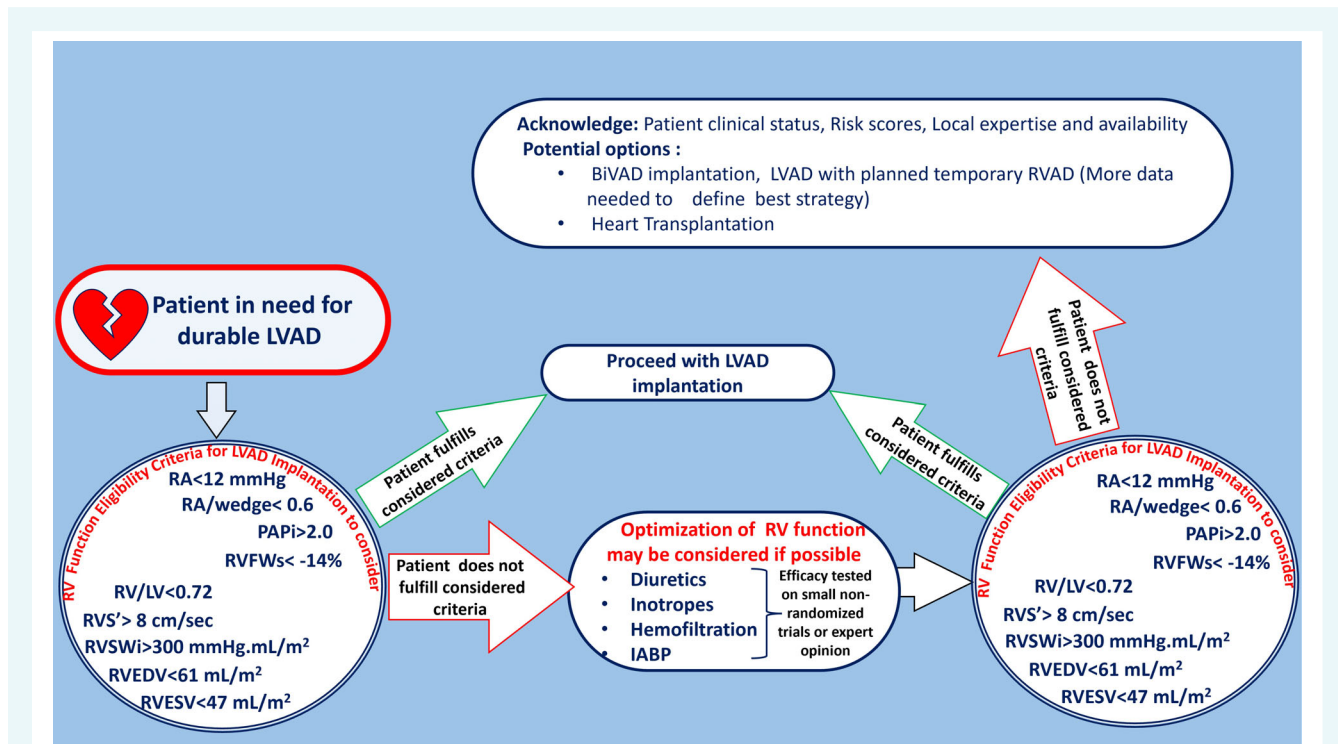 Acknowledge: Patient clinical status, Risk scores, Local expertise and availability
Potential options :
• BiVAD implantation, LVAD with planned temporary RVAD (More data
needed to define best strategy)
• Heart Transplantation
Patient in need for
durable LVAD
Proceed with LVAD
implantation
Patient fulfills
considered criteria
Patient fulfills
considered criteria
Patient does not
fulfill considered
criteria
RV Function Eligibility Criteria for LVAD Implantation to consider
RA<12 mmHg
RA/wedge< 0.6
PAPi>2.0
RVFWs< -14%
RV/LV<0.72
RVS’> 8 cm/sec
RVSWi>300 mmHg.mL/m²
RVEDV<61 mL/m²
RVESV<47 mL/m²
Patient does not
fulfill considered
criteria
Optimization of RV function
may be considered if possible
• Diuretics
• Inotropes
• Hemofiltration
• IABP
Efficacy tested
on small non-
randomized
trials or expert
opinion
RV Function Eligibility Criteria for LVAD Implantation to consider
RA<12 mmHg
RA/wedge< 0.6
PAPi>2.0
RVFWs< -14%
RV/LV<0.72
RVS’> 8 cm/sec
RVSWi>300 mmHg.mL/m²
RVEDV<61 mL/m²
RVESV<47 mL/m²